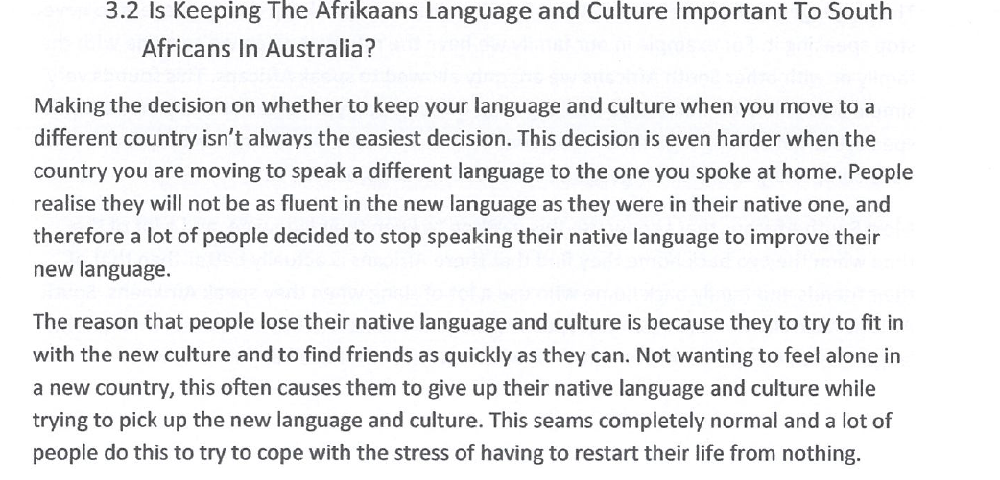 3.2 Is Keeping The Afrikaans Language and Culture Important To South
Africans In Australia?
Making the decision on whether to keep your language and culture when you move to a
different country isn't always the easiest decision. This decision is even harder when the
country you are moving to speak a different language to the one you spoke at home. People
realise they will not be as fluent in the new language as they were in their native one, and
therefore a lot of people decided to stop speaking their native language to improve their
new language.
The reason that people lose their native language and culture is because they to try to fit in
with the new culture and to find friends as quickly as they can. Not wanting to feel alone in
a new country, this often causes them to give up their native language and culture while
trying to pick up the new language and culture. This seams completely normal and a lot of
people do this to try to cope with the stress of having to restart their life from nothing.